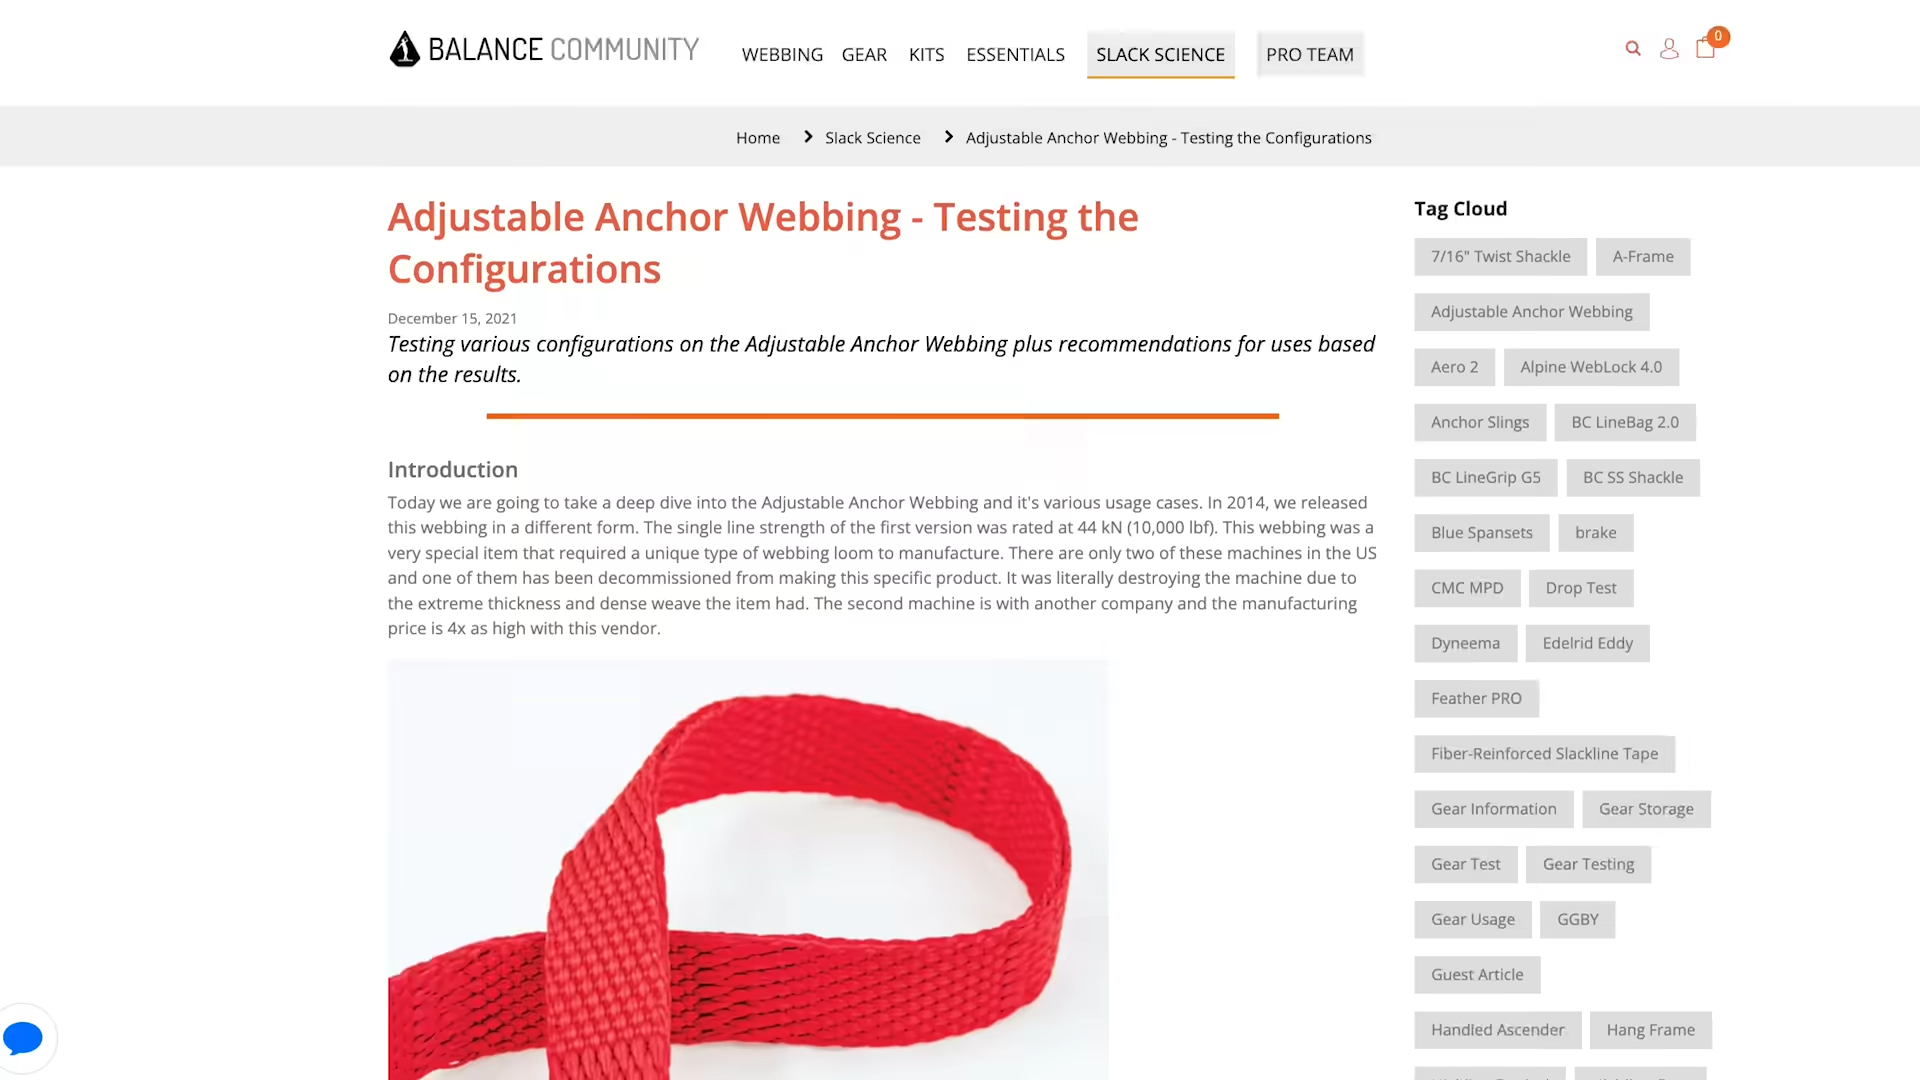 BALANCE COMMUNITY
WEBBING GEAR KITS ESSENTIALS SLACK SCIENCE PRO TEAM
0
Home Slack Science Adjustable Anchor Webbing - Testing the Configurations
Adjustable Anchor Webbing - Testing the
Configurations
December 15, 2021
Testing various configurations on the Adjustable Anchor Webbing plus recommendations for uses based
on the results.
Introduction
Today we are going to take a deep dive into the Adjustable Anchor Webbing and it's various usage cases. In 2014, we released
this webbing in a different form. The single line strength of the first version was rated at 44 kN (10,000 lbf). This webbing was a
very special item that required a unique type of webbing loom to manufacture. There are only two of these machines in the US
and one of them has been decommissioned from making this specific product. It was literally destroying the machine due to
the extreme thickness and dense weave the item had. The second machine is with another company and the manufacturing
price is 4x as high with this vendor.
Tag Cloud
7/16" Twist Shackle A-Frame
Adjustable Anchor Webbing
Aero 2 Alpine WebLock 4.0
Anchor Slings BC LineBag 2.0
BC LineGrip G5 BC SS Shackle
Blue Spansets brake
CMC MPD Drop Test
Dyneema Edelrid Eddy
Feather PRO
Fiber-Reinforced Slackline Tape
Gear Information Gear Storage
Gear Test Gear Testing
Gear Usage GGBY
Guest Article
Handled Ascender Hang Frame